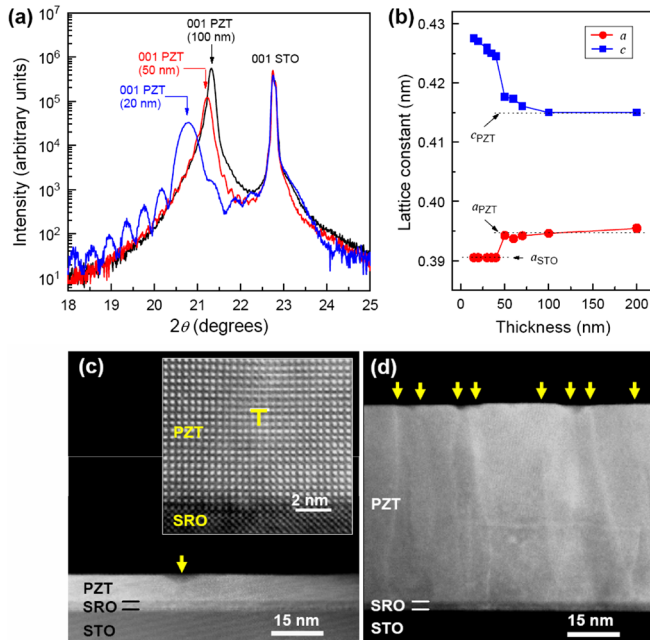 (a)
Intensity (arbitrary units)
10^7
10^6
10^5
10^4
10^3
10^2
10^1
001 PZT
(100 nm)
001 PZT
(50 nm)
001 PZT
(20 nm)
001 STO
18 19 20 21 22 23 24 25
2θ (degrees)
(b)
Lattice constant (nm)
0.43
0.42
0.41
0.40
0.39
a
c
c_PZT
a_PZT
a_STO
0 50 100 150 200
Thickness (nm)
(c)
PZT
SRO
2 nm
PZT
SRO
STO
15 nm
(d)
PZT
SRO
STO
15 nm